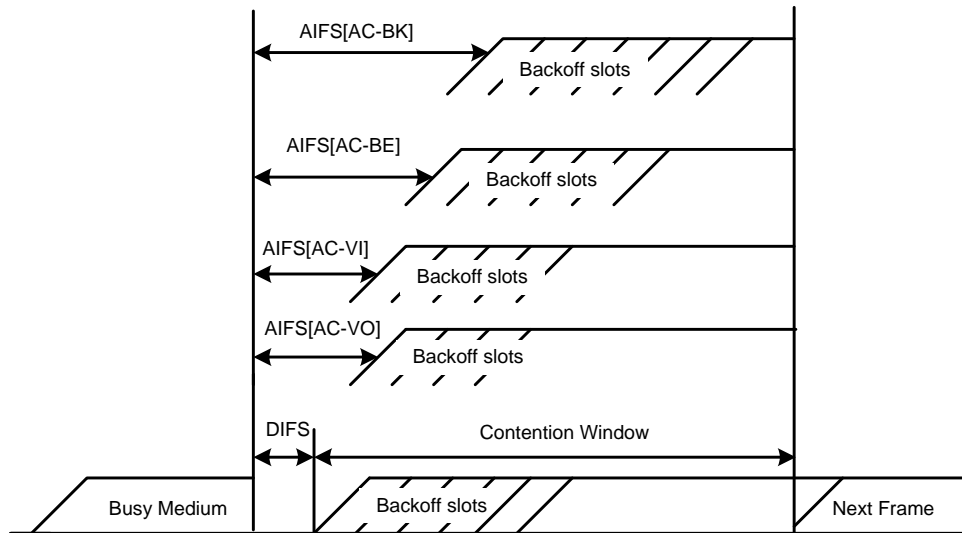 AIFS[AC-BK]
Backoff slots
AIFS[AC-BE]
Backoff slots
AIFS[AC-VI]
Backoff slots
AIFS[AC-VO]
Backoff slots
DIFS
Contention Window
Busy Medium
Backoff slots
Next Frame